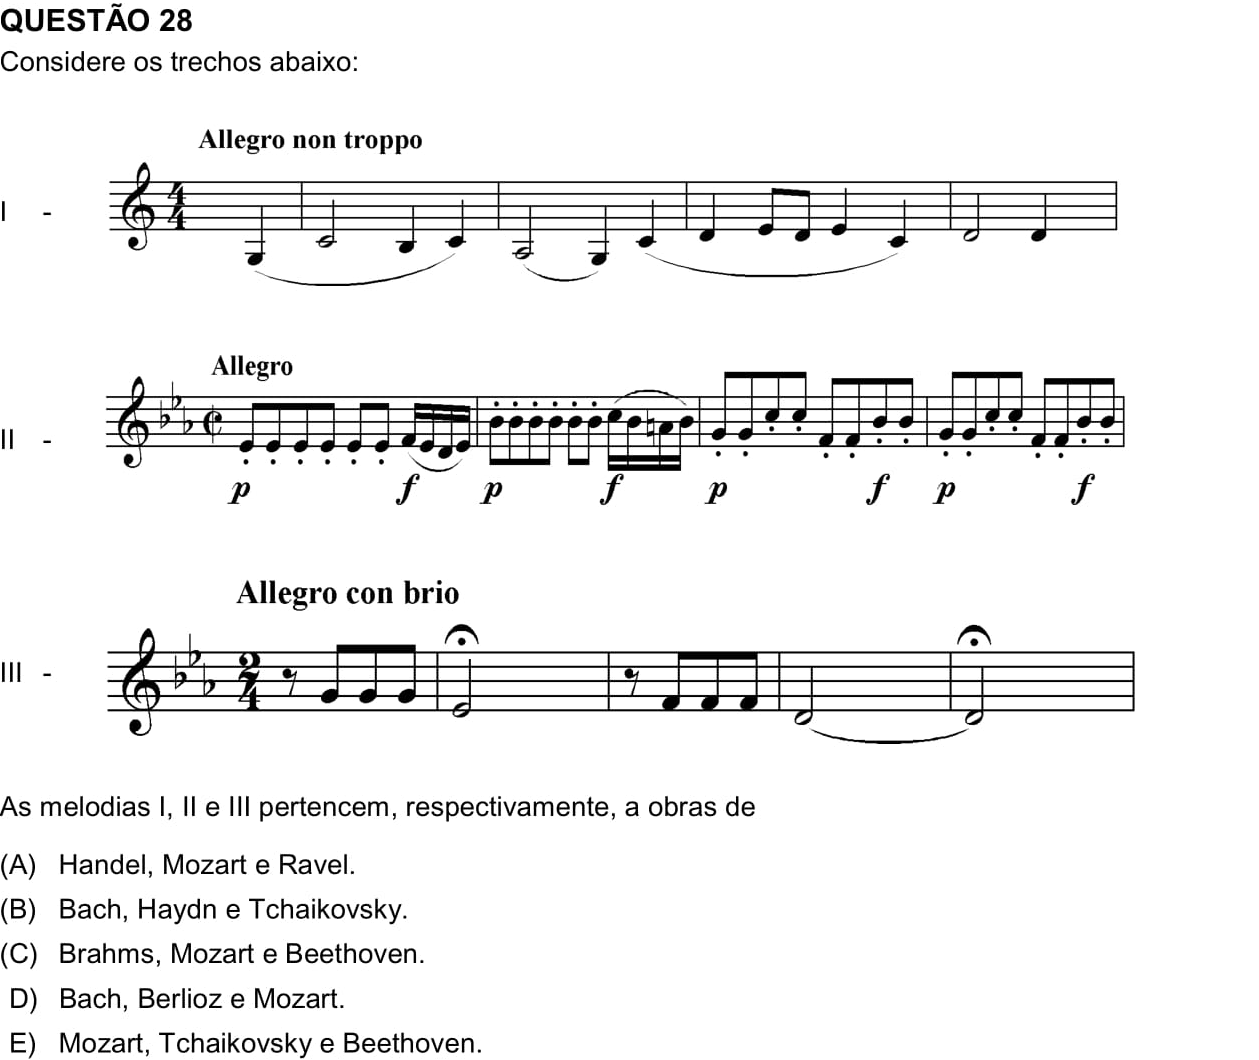 QUESTÃO 28
Considere os trechos abaixo:
Allegro non troppo
I -
4
4
Allegro
II -
p f p f p f p f
Allegro con brio
III -
2
4
As melodias I, II e III pertencem, respectivamente, a obras de
(A) Handel, Mozart e Ravel.
(B) Bach, Haydn e Tchaikovsky.
(C) Brahms, Mozart e Beethoven.
D) Bach, Berlioz e Mozart.
E) Mozart, Tchaikovsky e Beethoven.